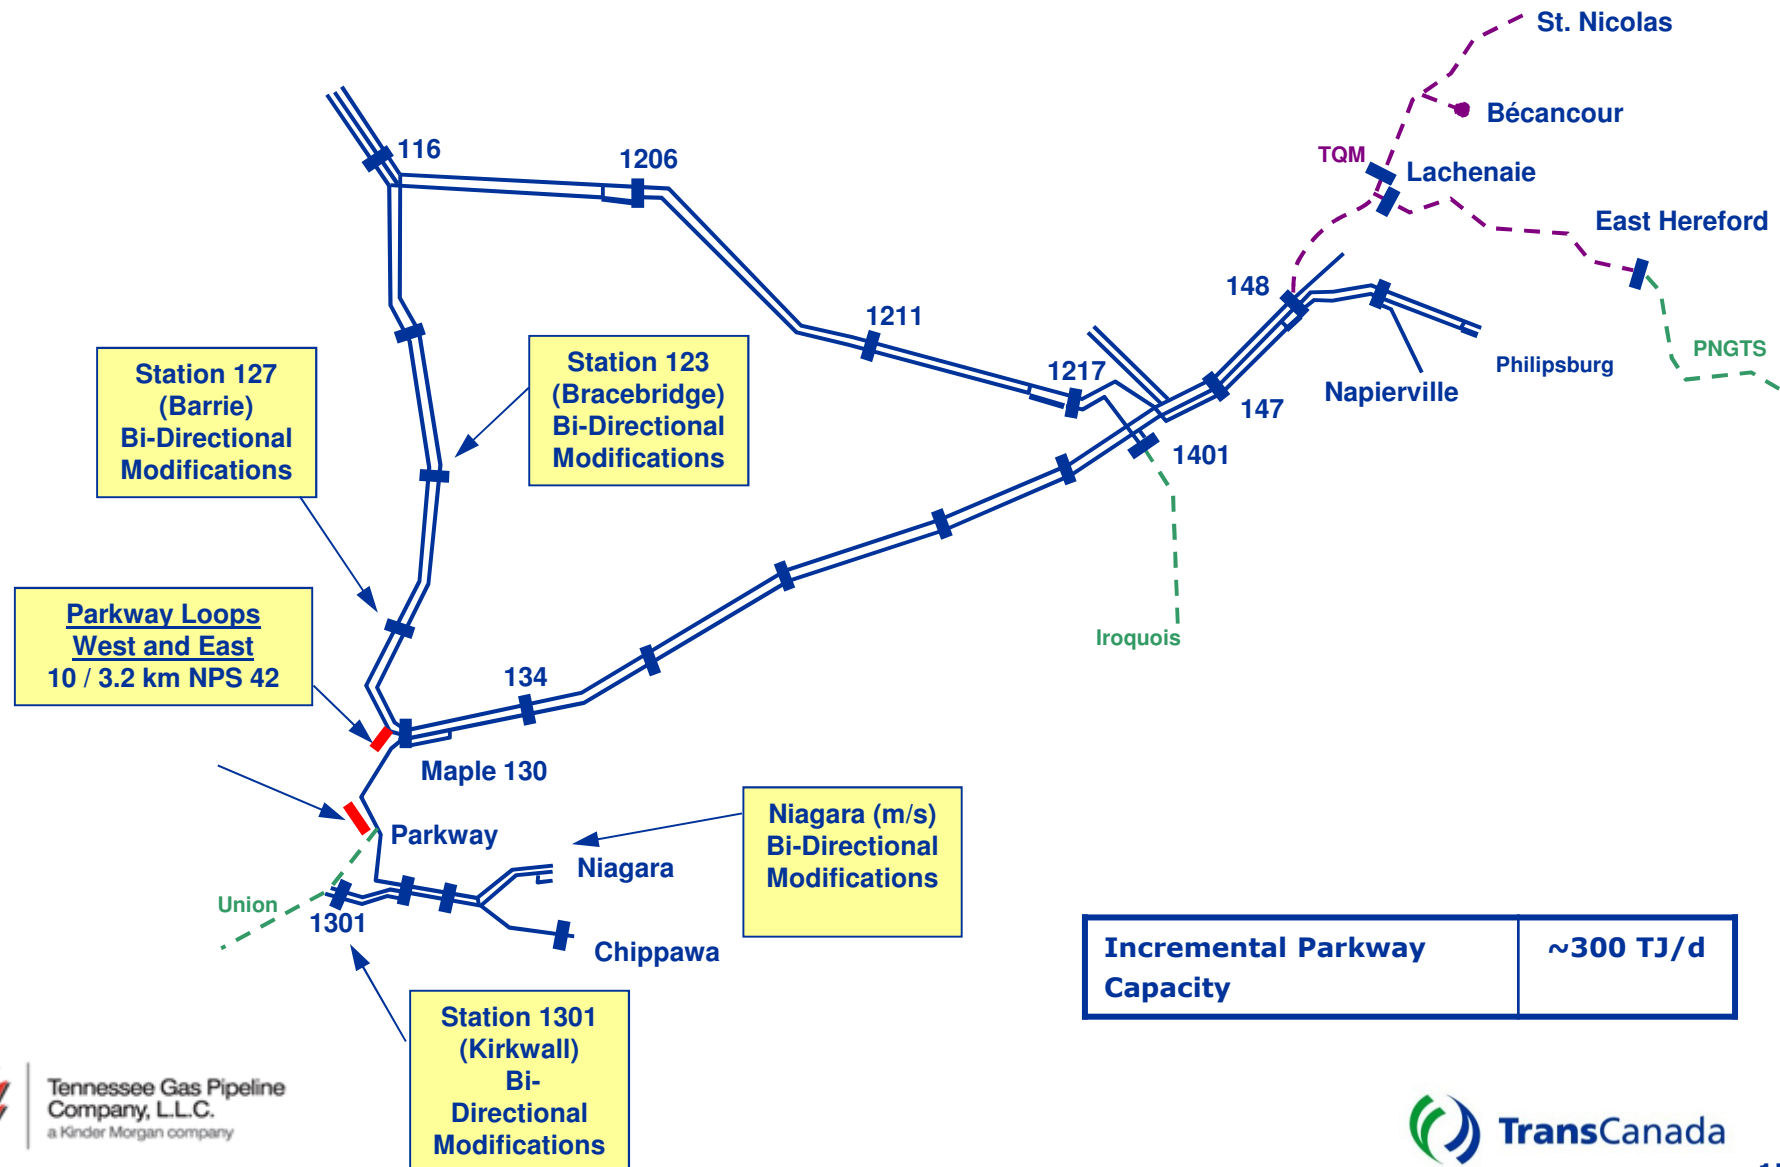 St. Nicolas
Bécancour
TQM
Lachenaie
East Hereford
116
1206
148
1211
Station 127
(Barrie)
Bi-Directional
Modifications
Station 123
(Bracebridge)
Bi-Directional
Modifications
1217
147
Napierville
Philipsburg
PNGTS
1401
Parkway Loops
West and East
10 / 3.2 km NPS 42
Iroquois
134
Maple 130
Parkway
Niagara (m/s)
Bi-Directional
Modifications
Niagara
Union
1301
Chippawa
Incremental Parkway
Capacity
~300 TJ/d
Station 1301
(Kirkwall)
Bi-
Directional
Modifications
Tennessee Gas Pipeline
Company, L.L.C.
a Kinder Morgan company
TransCanada